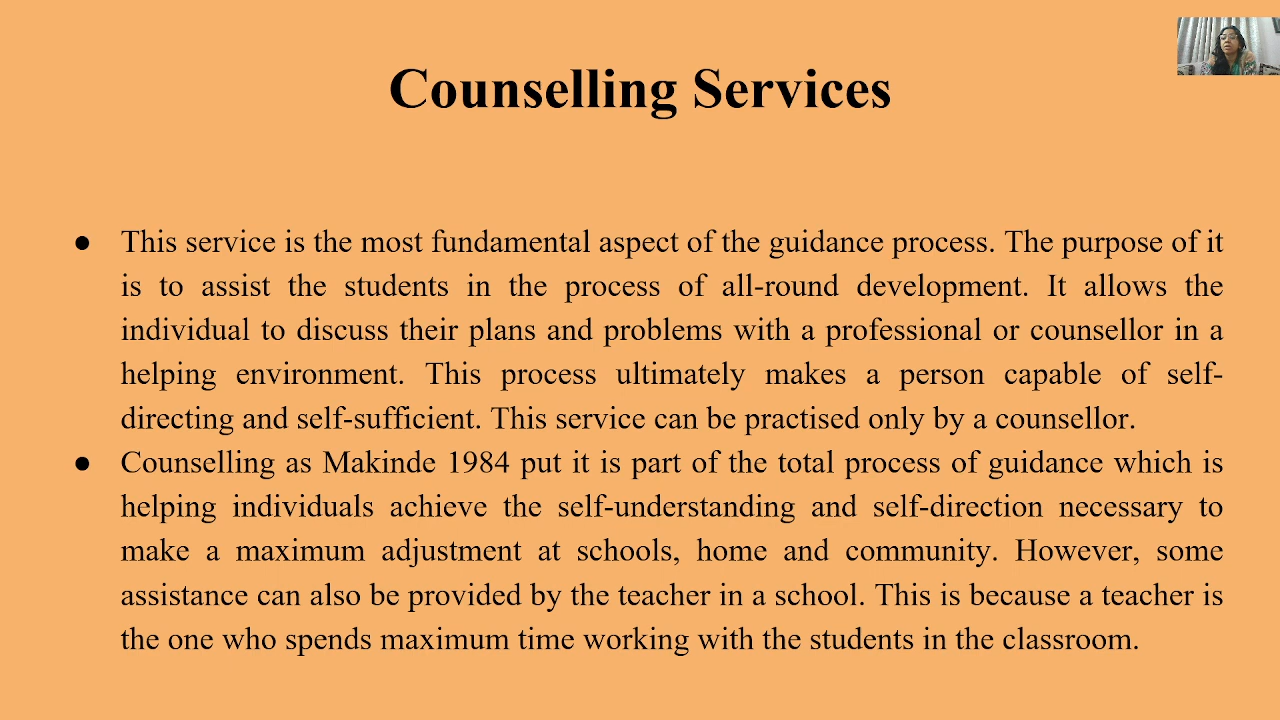 Counselling Services
● This service is the most fundamental aspect of the guidance process. The purpose of it
is to assist the students in the process of all-round development. It allows the
individual to discuss their plans and problems with a professional or counsellor in a
helping environment. This process ultimately makes a person capable of self-
directing and self-sufficient. This service can be practised only by a counsellor.
● Counselling as Makinde 1984 put it is part of the total process of guidance which is
helping individuals achieve the self-understanding and self-direction necessary to
make a maximum adjustment at schools, home and community. However, some
assistance can also be provided by the teacher in a school. This is because a teacher is
the one who spends maximum time working with the students in the classroom.